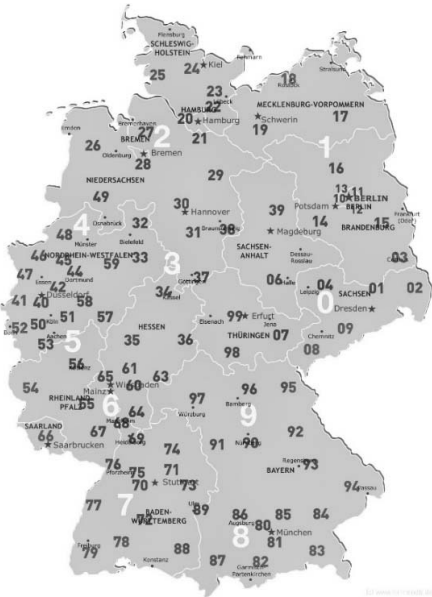 Flensburg
SCHLESWIG-
HOLSTEIN
Kiel
24
25
Fehmarn
Stralsund
18
Rostock
23
Lübeck
22
HAMBURG
20
Hamburg
21
MECKLENBURG-VORPOMMERN
17
Schwerin
19
Bremerhaven
27
2
BREMEN
Bremen
28
Emden
26
Oldenburg
29
1
16
NIEDERSACHSEN
49
30
Hannover
13
11
BERLIN
BERLIN
Potsdam
10
12
14
15
Frankfurt
(Oder)
BRANDENBURG
39
Magdeburg
4
Osnabrück
32
31
38
Braunschweig
48
Münster
Bielefeld
33
SACHSEN-
ANHALT
Dessau-
Rosslau
03
46
45
NORDRHEIN-WESTFALEN
59
3
47
Essen
44
Dortmund
42
37
Göttingen
34
Kassel
06
Halle
04
Leipzig
0
SACHSEN
01
02
Dresden
41
40
Düsseldorf
58
52
50
Köln
51
57
5
53
Aachen
HESSEN
99
Erfurt
Eisenach
Jena
THÜRINGEN
07
Chemnitz
09
08
35
36
98
56
54
61
65
Wiesbaden
60
63
Mainz
RHEINLAND
PFALZ
55
6
64
68
97
Würzburg
96
Bamberg
95
9
SAARLAND
66
Saarbrücken
67
69
Heidelberg
74
91
90
Nürnberg
92
76
Pforzheim
75
71
70
Stuttgart
73
Regensburg
93
BAYERN
94
Passau
77
7
72
BADEN-
WÜRTTEMBERG
Ulm
89
86
Augsburg
80
85
84
8
München
81
Freiburg
79
78
Konstanz
88
87
82
Garmisch-
Partenkirchen
83